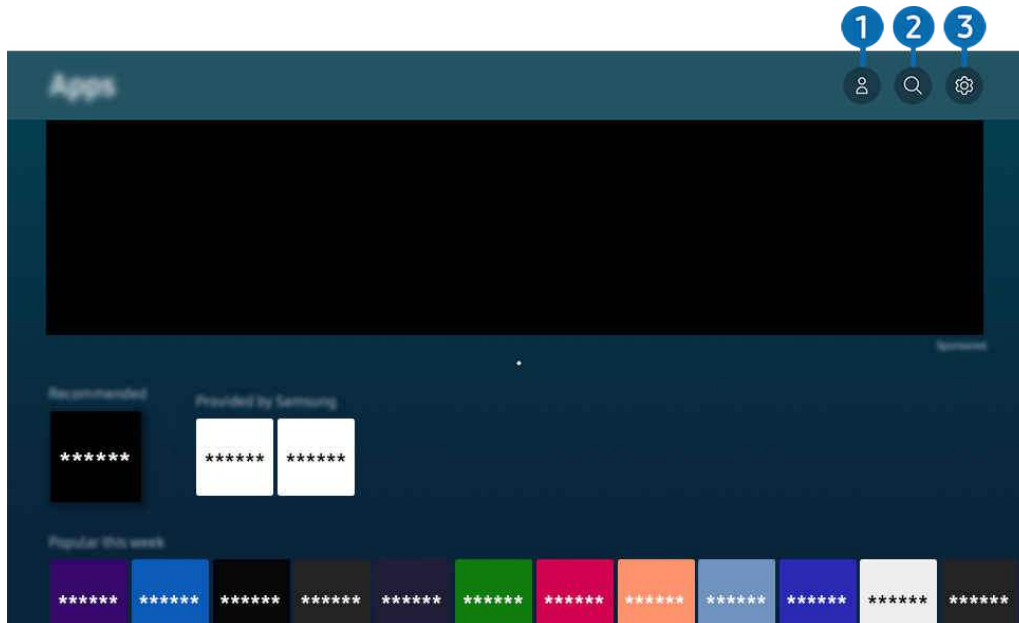 1 2 3
Apps
Sponsored
Recommended
Provided by Samsung
****** ****** ******
Popular this week
****** ****** ****** ****** ****** ****** ****** ****** ****** ****** ****** ******